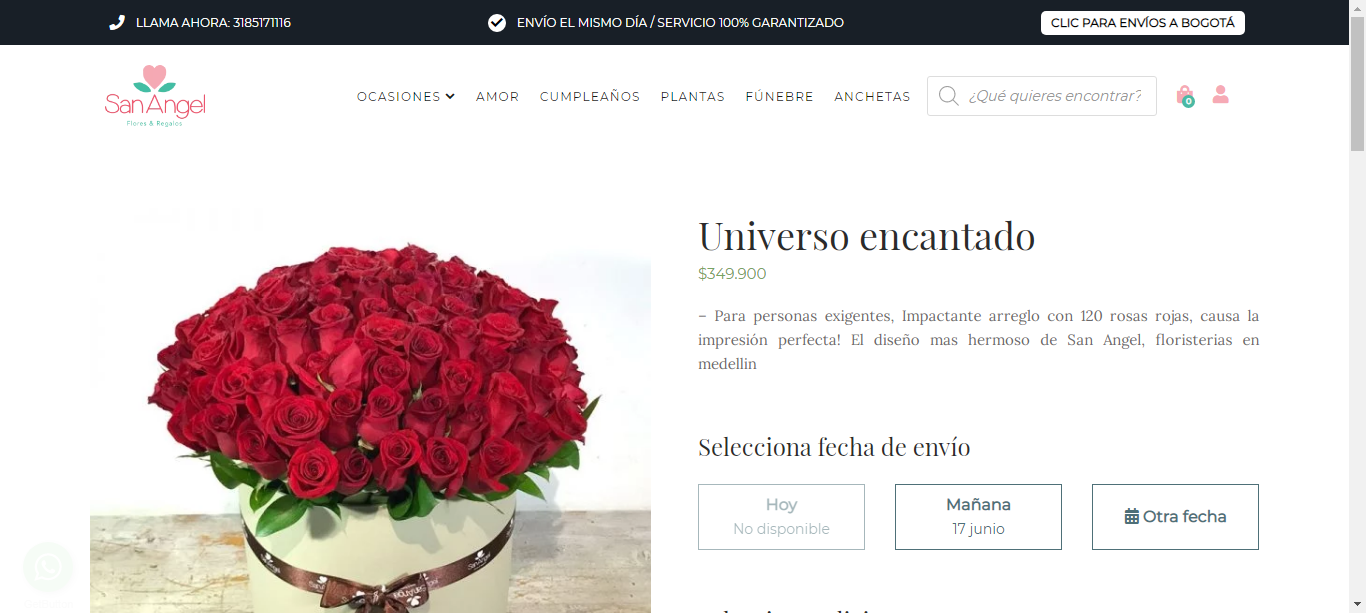 LLAMA AHORA: 3185171116
ENVÍO EL MISMO DÍA / SERVICIO 100% GARANTIZADO
CLIC PARA ENVÍOS A BOGOTÁ
SanAngel
Flores & Regalos
OCASIONES
AMOR
CUMPLEAÑOS
PLANTAS
FÚNEBRE
ANCHETAS
¿Qué quieres encontrar?
0
Universo encantado
$349.900
– Para personas exigentes, Impactante arreglo con 120 rosas rojas, causa la
impresión perfecta! El diseño mas hermoso de San Angel, floristerias en
medellin
Selecciona fecha de envío
Hoy
No disponible
Mañana
17 junio
Otra fecha
SanAngel